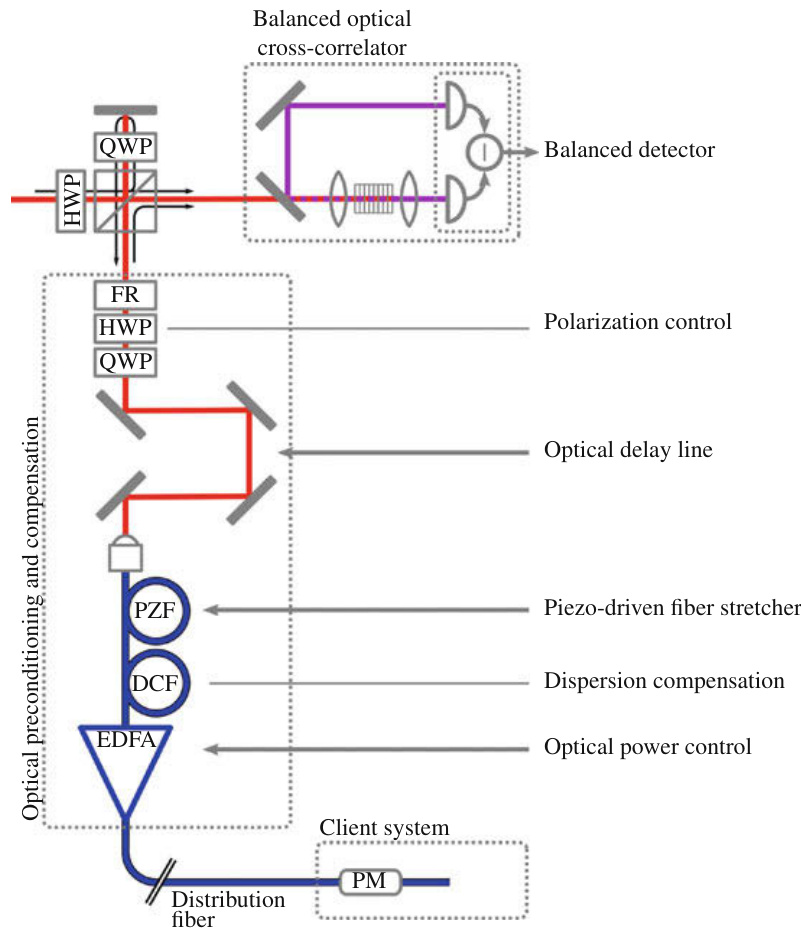 Balanced optical
cross-correlator
QWP
HWP
Balanced detector
FR
HWP
Polarization control
QWP
Optical delay line
Optical preconditioning and compensation
PZF
Piezo-driven fiber stretcher
DCF
Dispersion compensation
EDFA
Optical power control
Client system
PM
Distribution
fiber